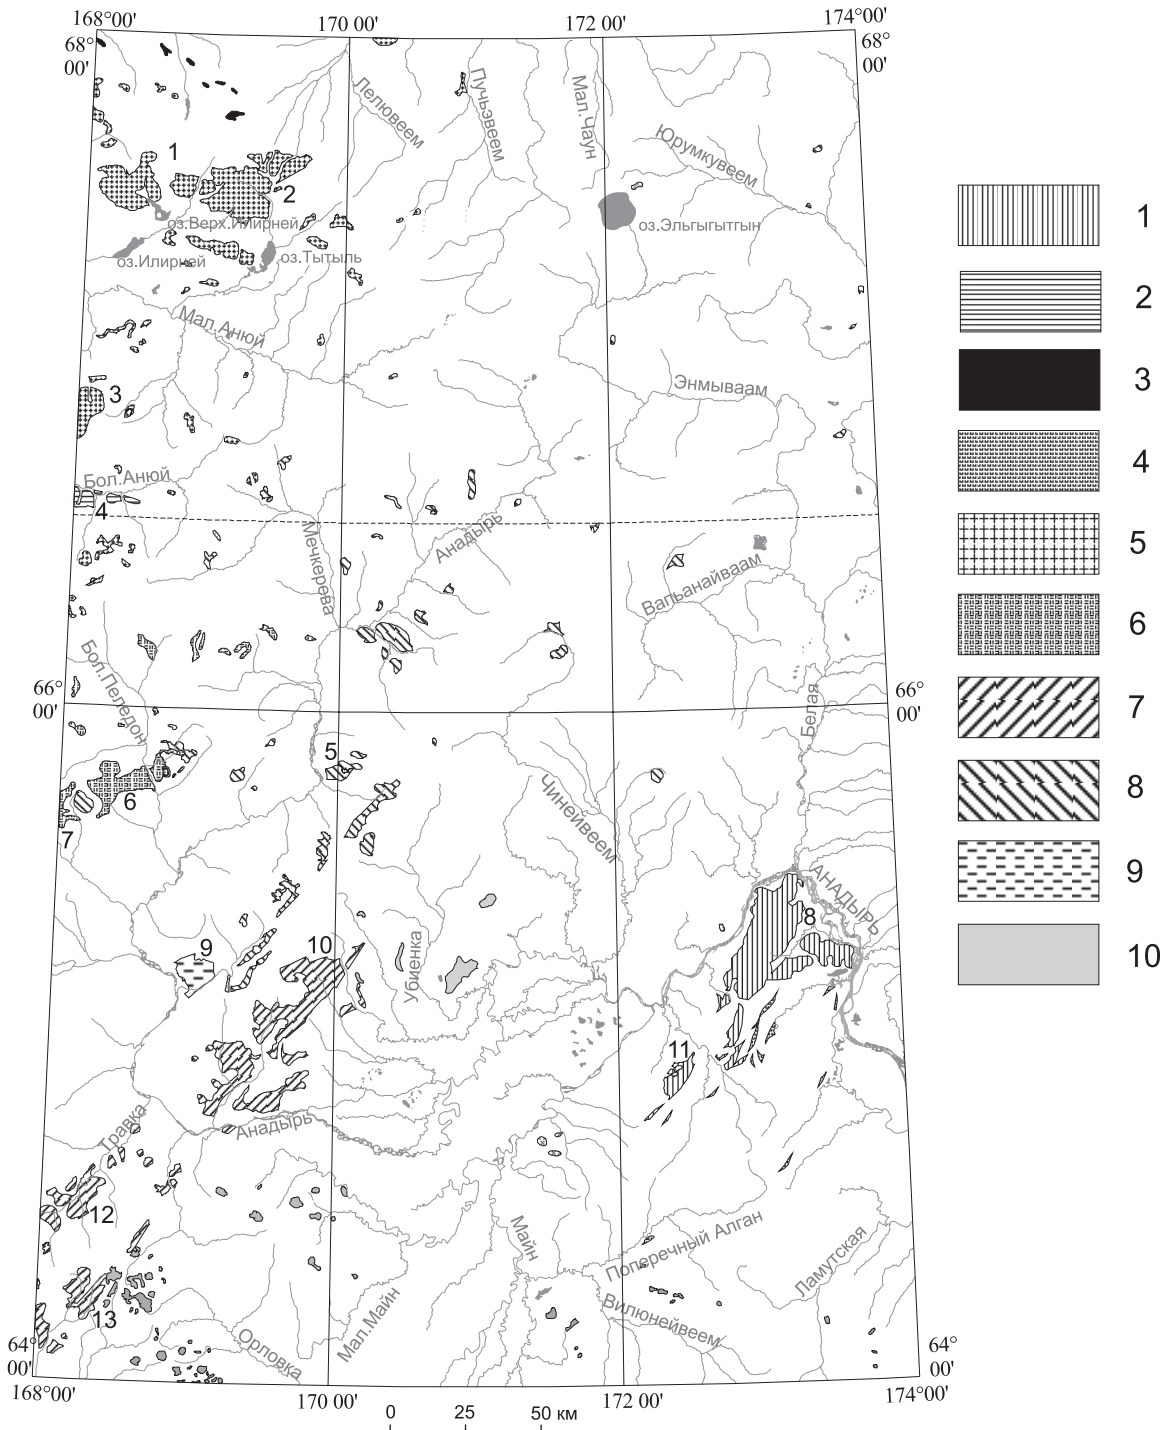 168°00'
170 00'
172 00'
174°00'
68°
00'
68°
00'
Лелювеем
Пучьэвеем
Мал.Чаун
Юрумкувеем
1
2
оз.Верх.Илирней
оз.Эльгыгытгын
оз.Илирней
оз.Тытыль
Мал.Анюй
3
Энмываам
Бол.Анюй
4
Мечкерева
Анадырь
Вапьанайваам
Бол.Пеледон
66°
00'
66°
00'
Белая
5
6
7
Чинейвеем
АНАДЫРЬ
8
9
10
Убиенка
11
Травка
Анадырь
12
Майн
Поперечный Алган
Ламутская
13
Мал.Майн
Вилюнейвеем
Орловка
64°
00'
64°
00'
168°00'
170 00'
172 00'
174°00'
0 25 50 км
1
2
3
4
5
6
7
8
9
10